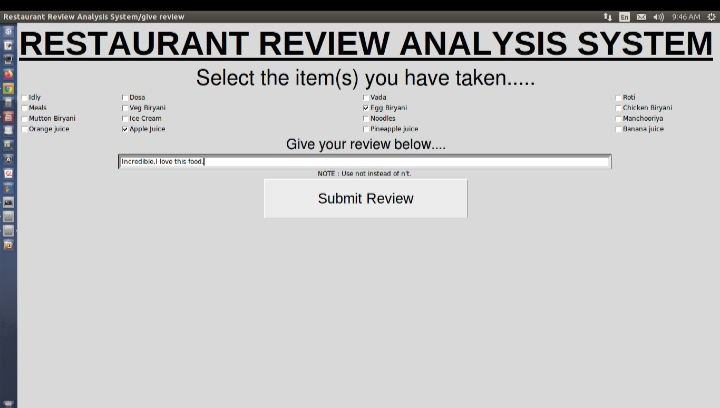 Restaurant Review Analysis System/give review En 9:46 AM
RESTAURANT REVIEW ANALYSIS SYSTEM
Select the item(s) you have taken.....
Idly Dosa Vada Roti
Meals Veg Biryani Egg Biryani Chicken Biryani
Mutton Biryani Ice Cream Noodles Manchooriya
Orange juice Apple Juice Pineapple juice Banana juice
Give your review below....
Incredible,I love this food.
NOTE : Use not instead of n't.
Submit Review